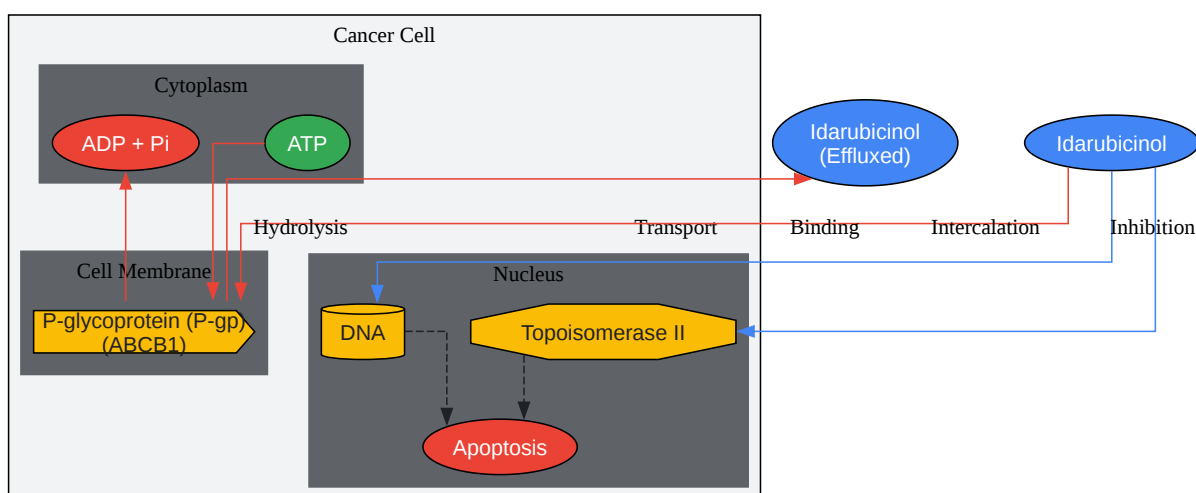 Cancer Cell
Cytoplasm
ADP + Pi
ATP
Idarubicinol
(Effluxed)
Idarubicinol
Hydrolysis
Transport
Binding
Intercalation
Inhibition
Cell Membrane
Nucleus
P-glycoprotein (P-gp)
(ABCB1)
DNA
Topoisomerase II
Apoptosis